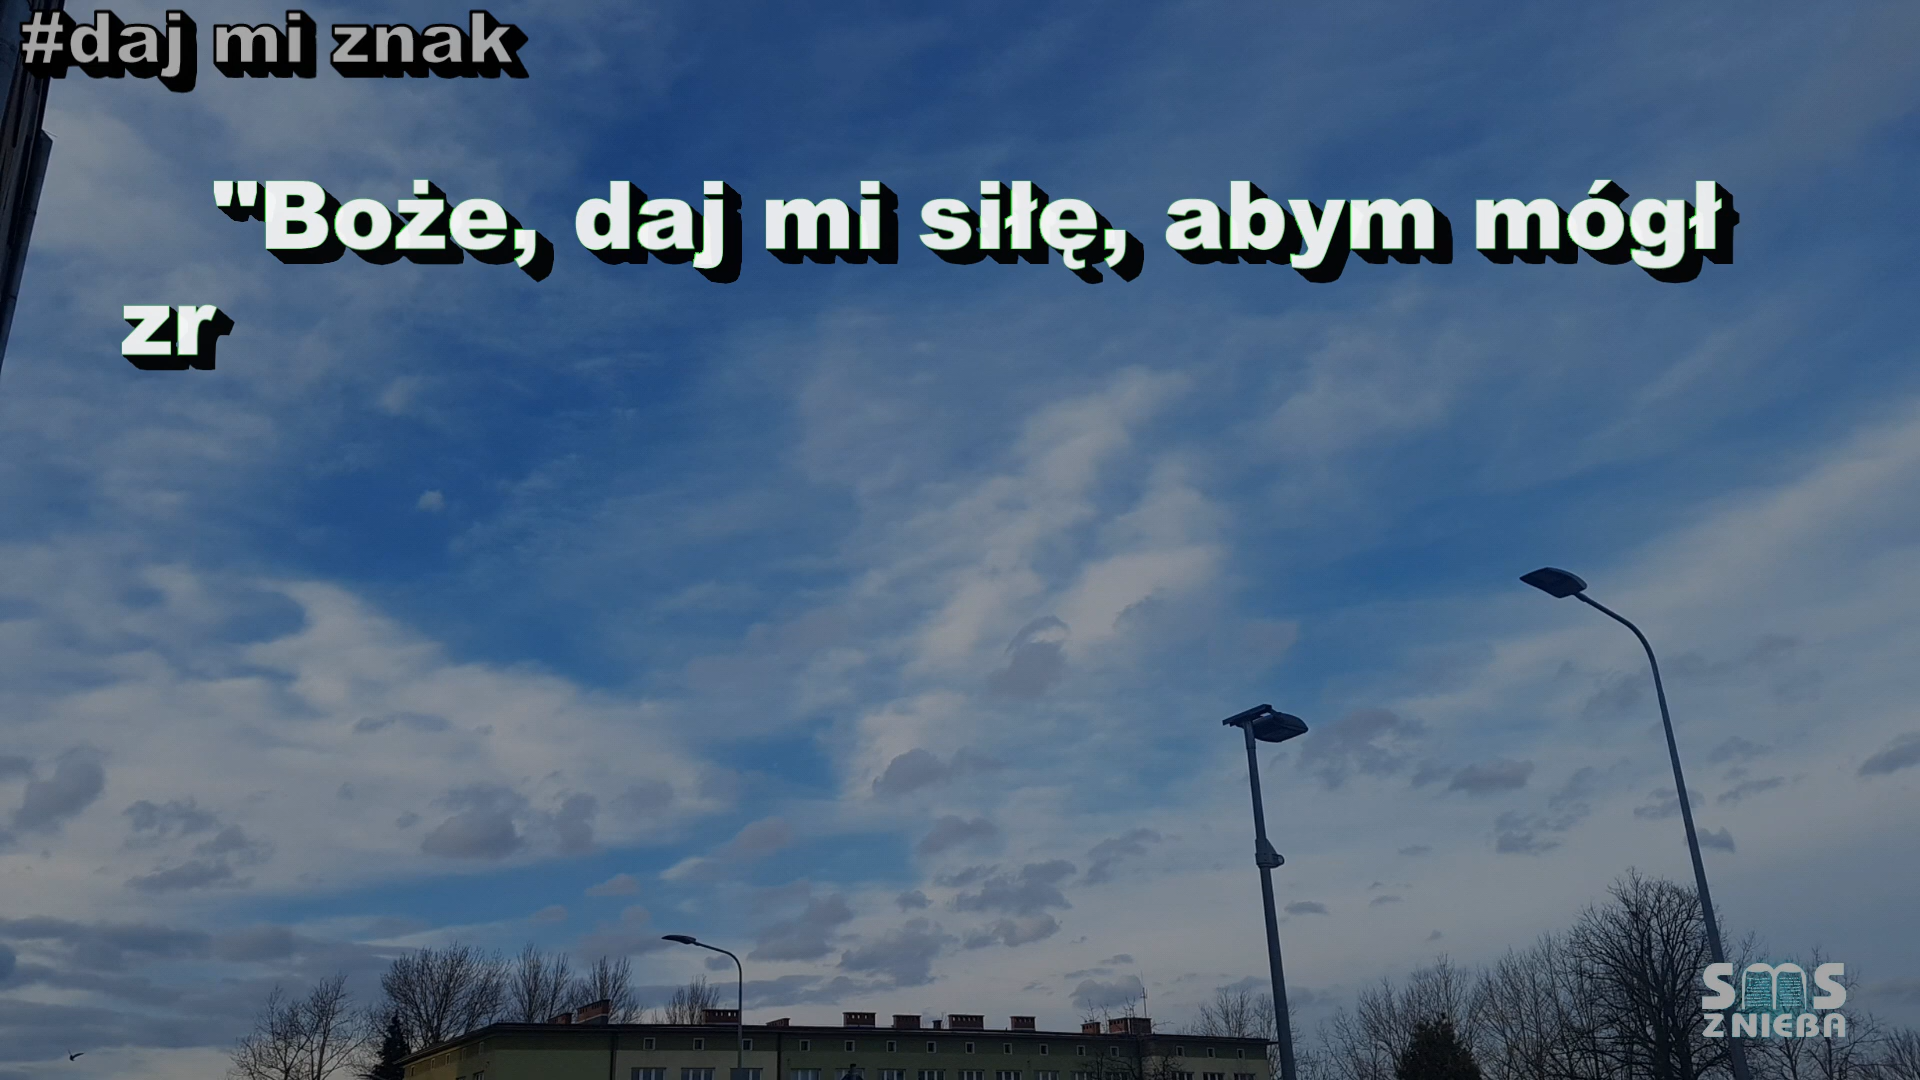 #daj mi znak
"Boże, daj mi siłę, abym mógł
zr
SMS
Z NIEBA